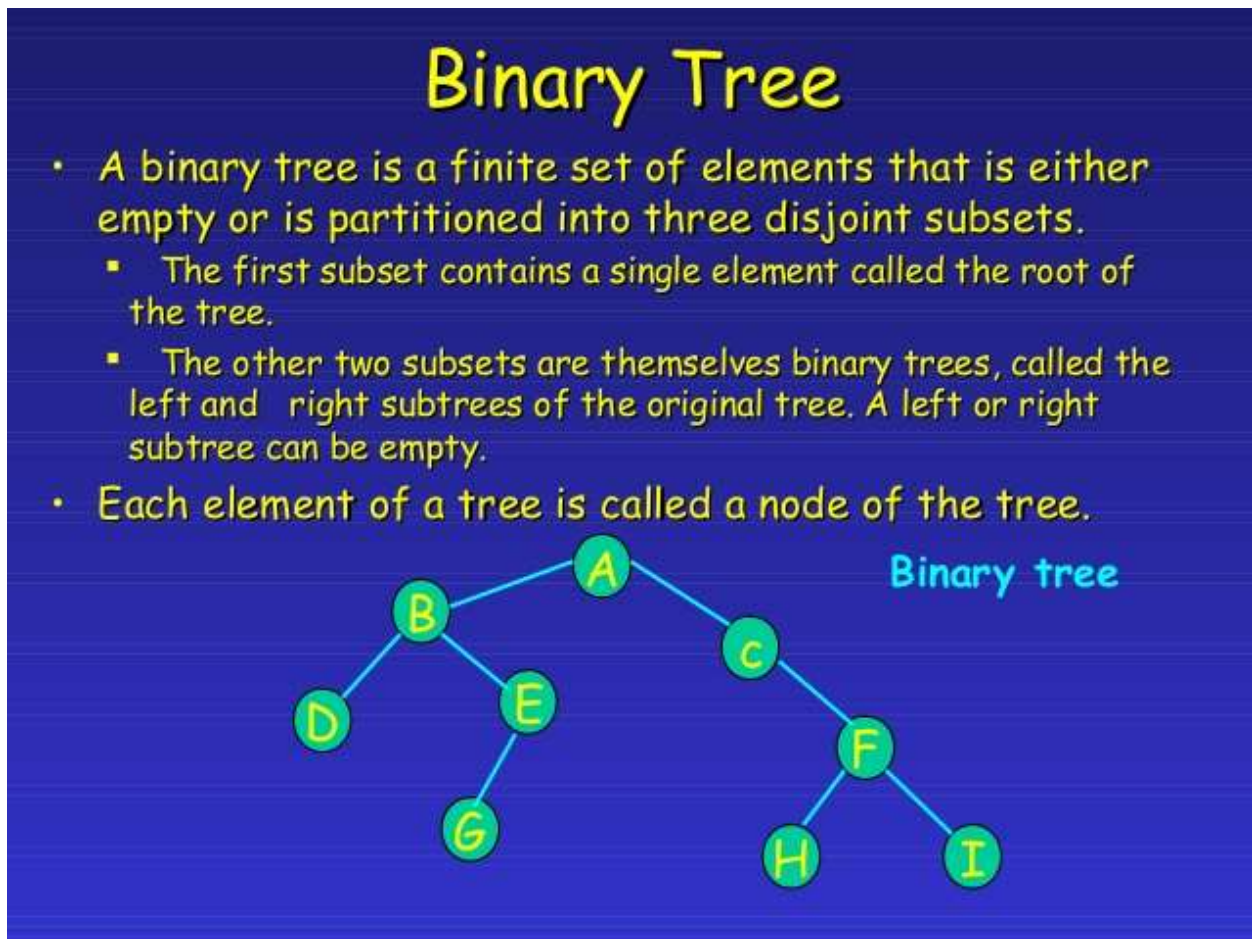 Binary Tree
• A binary tree is a finite set of elements that is either
empty or is partitioned into three disjoint subsets.
▪ The first subset contains a single element called the root of
the tree.
▪ The other two subsets are themselves binary trees, called the
left and right subtrees of the original tree. A left or right
subtree can be empty.
• Each element of a tree is called a node of the tree.
A
Binary tree
B
c
D
E
F
G
H
I